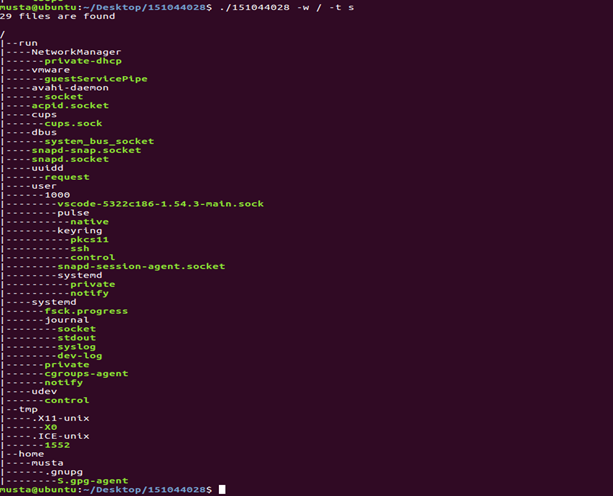 musta@ubuntu:~/Desktop/151044028$ ./151044028 -w / -t s
29 files are found
/
|--run
|----NetworkManager
|------private-dhcp
|----vmware
|------guestServicePipe
|----avahi-daemon
|------socket
|----acpid.socket
|----cups
|------cups.sock
|----dbus
|------system_bus_socket
|----snapd-snap.socket
|----snapd.socket
|----uuidd
|------request
|----user
|------1000
|--------vscode-5322c186-1.54.3-main.sock
|--------pulse
|----------native
|--------keyring
|----------pkcs11
|----------ssh
|----------control
|--------snapd-session-agent.socket
|--------systemd
|----------private
|----------notify
|----systemd
|------fsck.progress
|------journal
|--------socket
|--------stdout
|--------syslog
|--------dev-log
|------private
|------cgroups-agent
|------notify
|----udev
|------control
|--tmp
|----.X11-unix
|------X0
|----.ICE-unix
|------1552
|--home
|----musta
|------.gnupg
|--------S.gpg-agent
musta@ubuntu:~/Desktop/151044028$